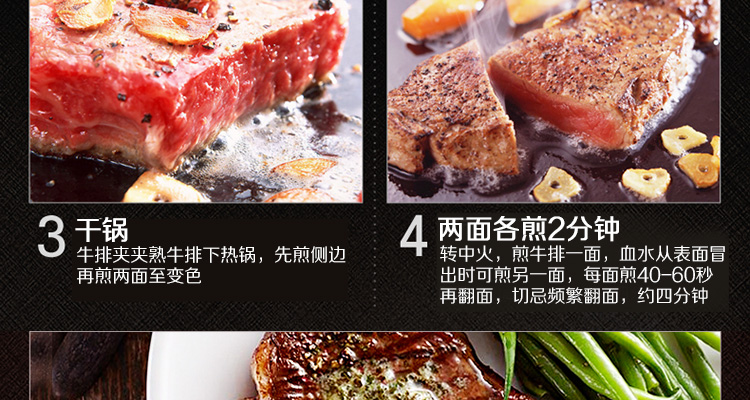 3 干锅
牛排夹夹熟牛排下热锅，先煎侧边
再煎两面至变色
4 两面各煎2分钟
转中火，煎牛排一面，血水从表面冒
出时可煎另一面，每面煎40-60秒
再翻面，切忌频繁翻面，约四分钟